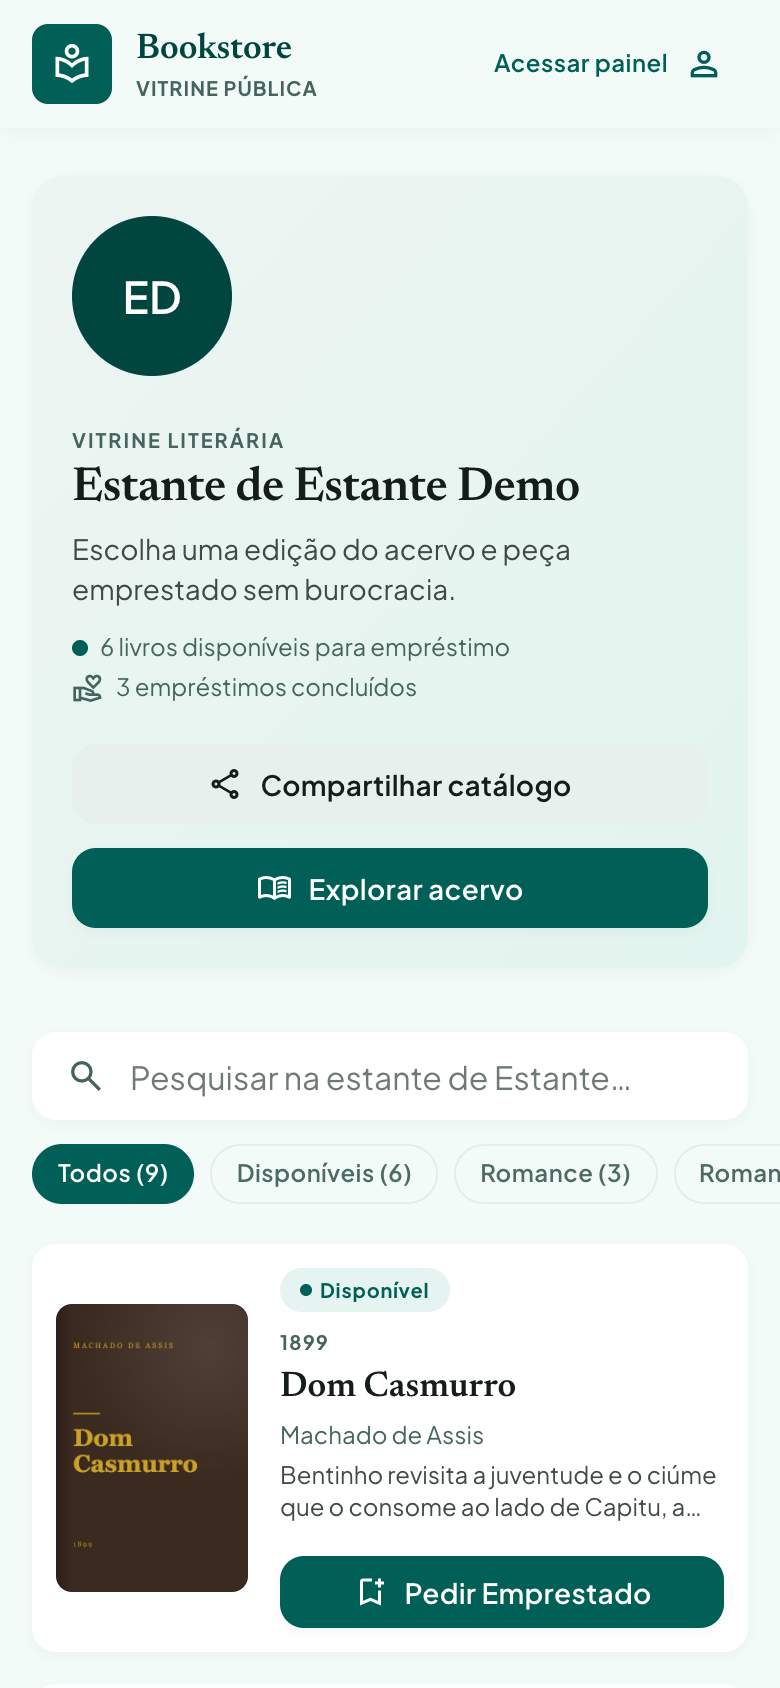 Bookstore
VITRINE PÚBLICA
Acessar painel
ED
VITRINE LITERÁRIA
Estante de Estante Demo
Escolha uma edição do acervo e peça
emprestado sem burocracia.
6 livros disponíveis para empréstimo
3 empréstimos concluídos
Compartilhar catálogo
Explorar acervo
Pesquisar na estante de Estante...
Todos (9)
Disponíveis (6)
Romance (3)
Roman
MACHADO DE ASSIS
Dom
Casmurro
1899
Disponível
1899
Dom Casmurro
Machado de Assis
Bentinho revisita a juventude e o ciúme
que o consome ao lado de Capitu, a...
Pedir Emprestado